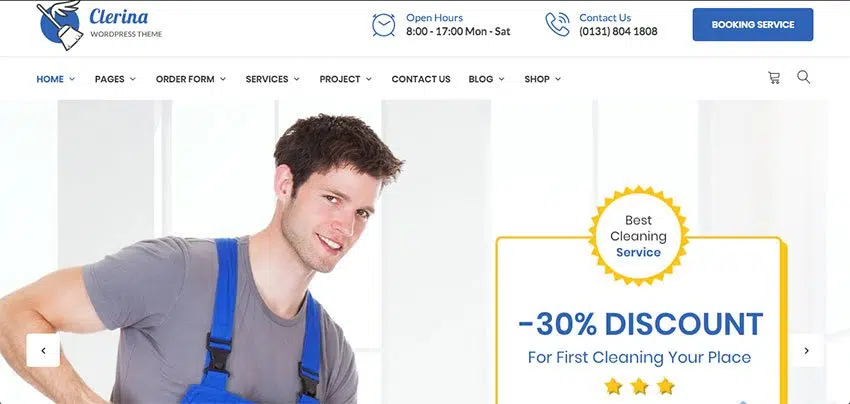 Clerina
WORDPRESS THEME
Open Hours
8:00 - 17:00 Mon - Sat
Contact Us
(0131) 804 1808
BOOKING SERVICE
HOME
PAGES
ORDER FORM
SERVICES
PROJECT
CONTACT US
BLOG
SHOP
Best
Cleaning
Service
-30% DISCOUNT
For First Cleaning Your Place